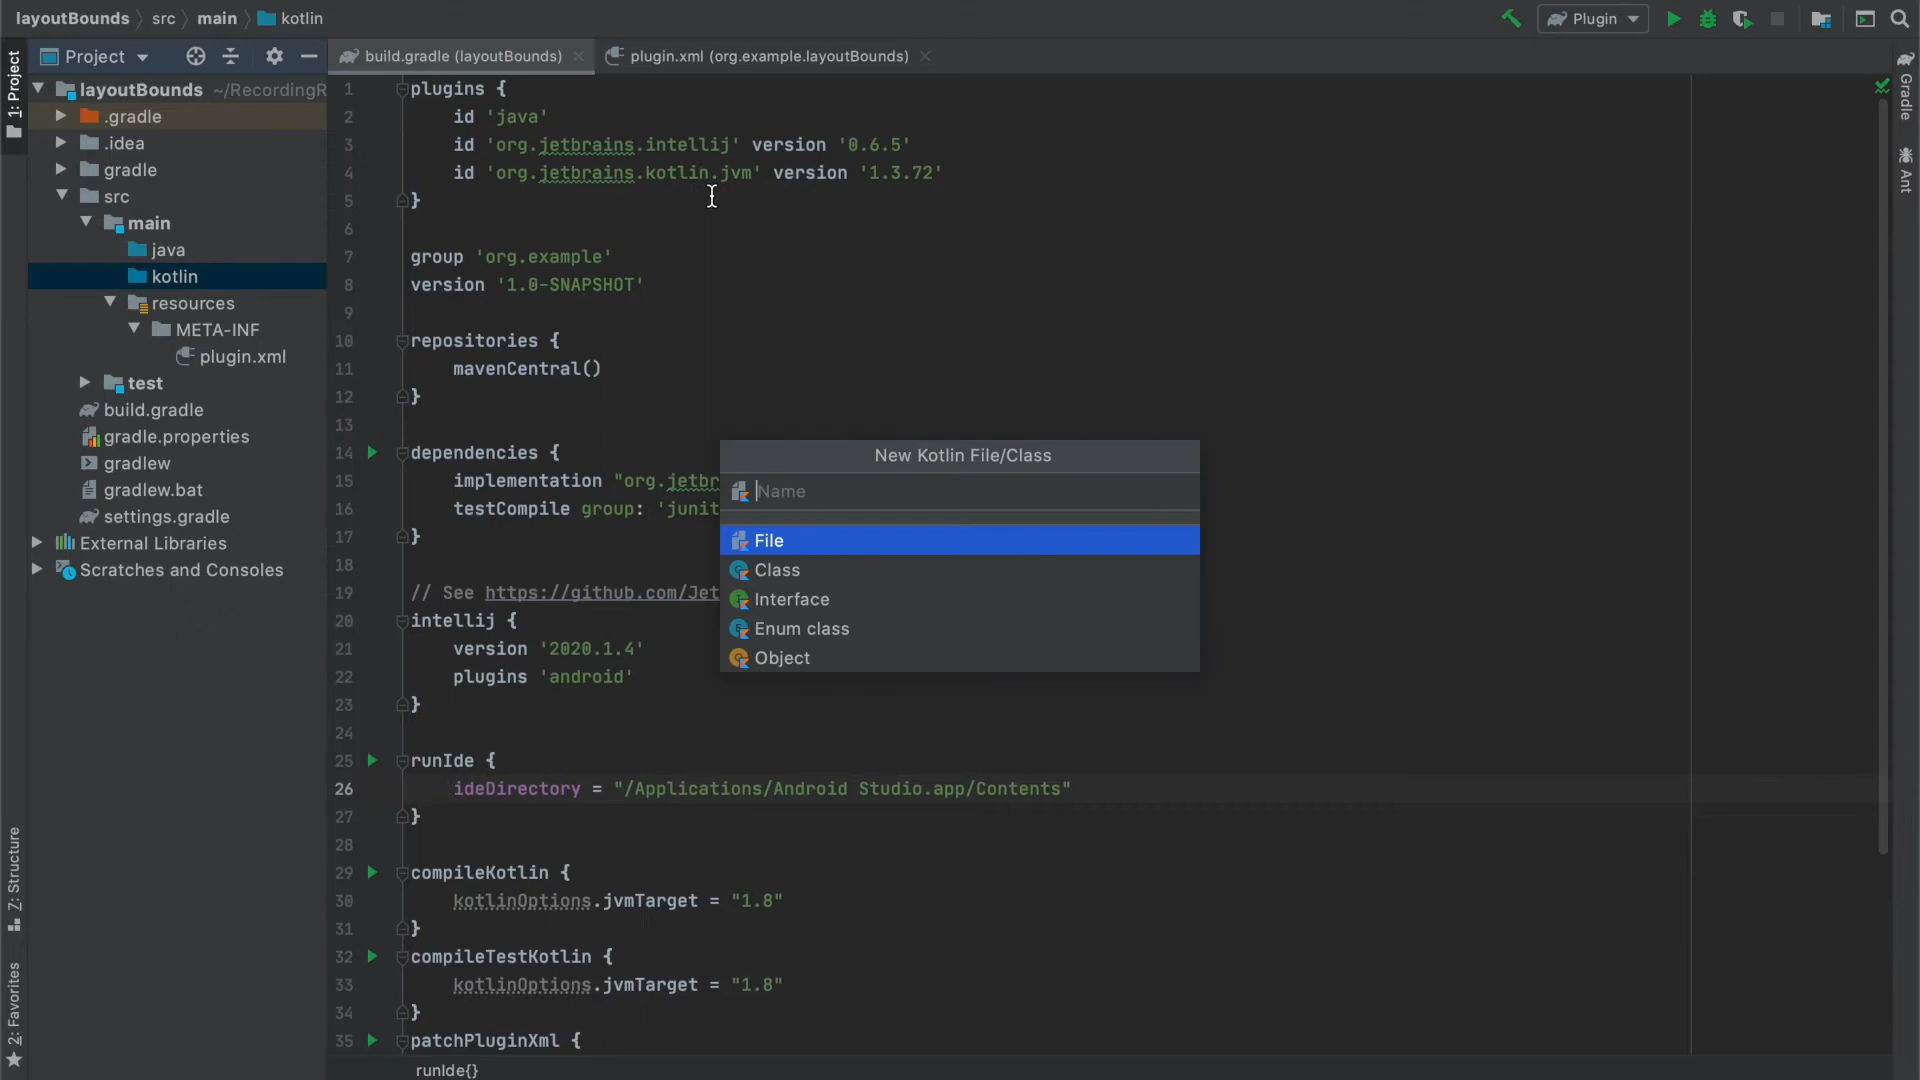 layoutBounds src main kotlin
Plugin
Project
build.gradle (layoutBounds)
plugin.xml (org.example.layoutBounds)
1: Project
Z: Structure
2: Favorites
layoutBounds ~/RecordingR
.gradle
.idea
gradle
src
main
java
kotlin
resources
META-INF
plugin.xml
test
build.gradle
gradle.properties
gradlew
gradlew.bat
settings.gradle
External Libraries
Scratches and Consoles
1 plugins {
2 id 'java'
3 id 'org.jetbrains.intellij' version '0.6.5'
4 id 'org.jetbrains.kotlin.jvm' version '1.3.72'
5 }
6
7 group 'org.example'
8 version '1.0-SNAPSHOT'
9
10 repositories {
11 mavenCentral()
12 }
13
14 dependencies {
15 implementation "org.jetbr
16 testCompile group: 'junit
17 }
18
19 // See https://github.com/Jet
20 intellij {
21 version '2020.1.4'
22 plugins 'android'
23 }
24
25 runIde {
26 ideDirectory = "/Applications/Android Studio.app/Contents"
27 }
28
29 compileKotlin {
30 kotlinOptions.jvmTarget = "1.8"
31 }
32 compileTestKotlin {
33 kotlinOptions.jvmTarget = "1.8"
34 }
35 patchPluginXml {
runIde{}
New Kotlin File/Class
Name
File
Class
Interface
Enum class
Object
Gradle
Ant